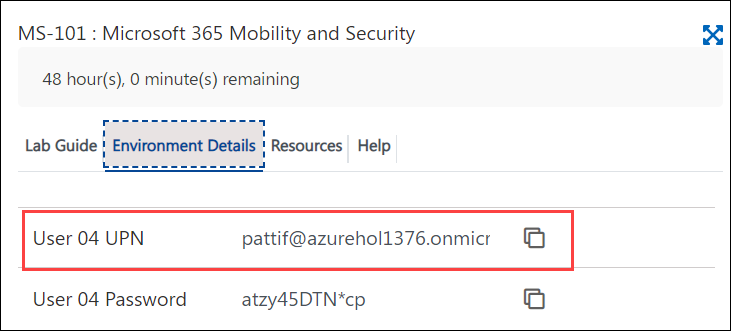 MS-101 : Microsoft 365 Mobility and Security
48 hour(s), 0 minute(s) remaining
Lab Guide Environment Details Resources Help
User 04 UPN pattif@azurehol1376.onmicr
User 04 Password atzy45DTN*cp